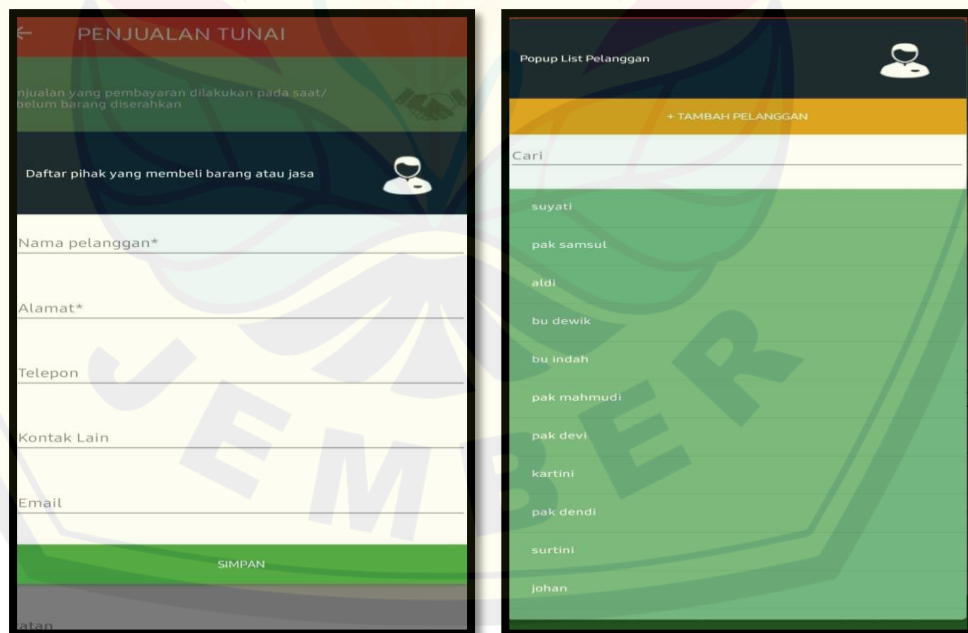 PENJUALAN TUNAI
njualan yang pembayaran dilakukan pada saat/
belum barang diserahkan
Daftar pihak yang membeli barang atau jasa
Nama pelanggan*
Alamat*
Telepon
Kontak Lain
Email
SIMPAN
atan
Popup List Pelanggan
+ TAMBAH PELANGGAN
Cari
suyati
pak samsul
aldi
bu dewik
bu indah
pak mahmudi
pak devi
kartini
pak dendi
surtini
johan
JEMBER